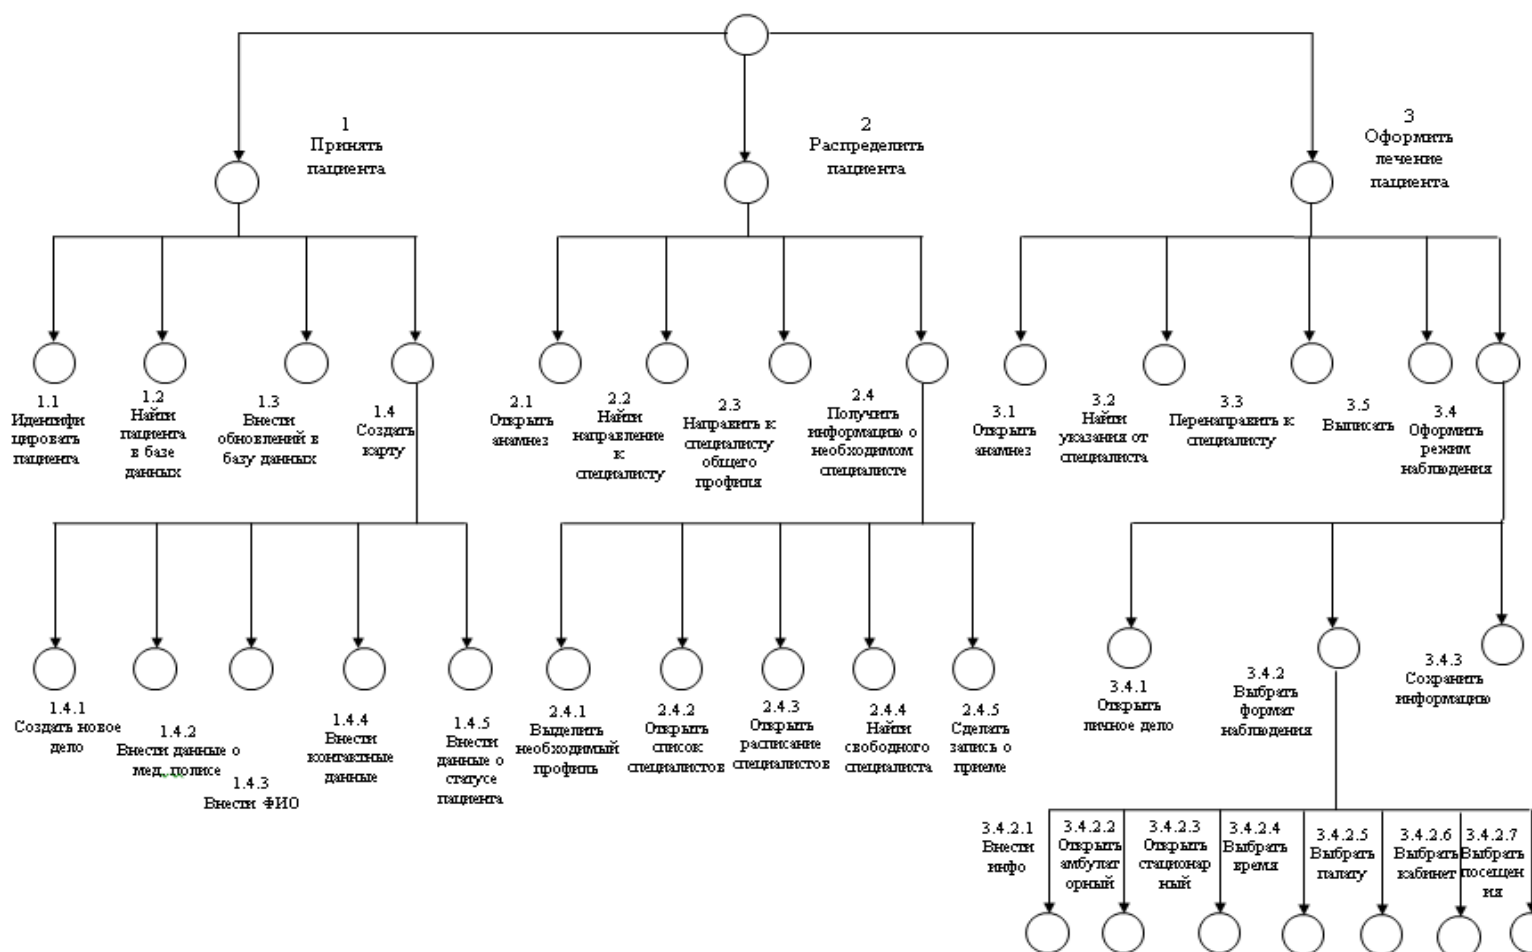 1
Принять
пациента
2
Распределить
пациента
3
Оформить
лечение
пациента
1.1
Идентифи
цировать
пациента
1.2
Найти
пациента
в базе
данных
1.3
Внести
обновлений в
базу данных
1.4
Создать
карту
2.1
Открыть
анамнез
2.2
Найти
направление
к
специалисту
2.3
Направить к
специалисту
общего
профиля
2.4
Получить
информацию о
необходимом
специалисте
3.1
Открыть
анамнез
3.2
Найти
указания от
специалиста
3.3
Перенаправить к
специалисту
3.5
Выписать
3.4
Оформить
режим
наблюдения
1.4.1
Создать новое
дело
1.4.2
Внести данные о
мед. полисе
1.4.3
Внести ФИО
1.4.4
Внести
контактные
данные
1.4.5
Внести
данные о
статусе
пациента
2.4.1
Выделить
необходимый
профиль
2.4.2
Открыть
список
специалистов
2.4.3
Открыть
расписание
специалистов
2.4.4
Найти
свободного
специалиста
2.4.5
Сделать
запись о
приеме
3.4.1
Открыть
личное дело
3.4.2
Выбрать
формат
наблюдения
3.4.3
Сохранить
информацию
3.4.2.1
Внести
инфо
3.4.2.2
Открыть
амбулат
орный
3.4.2.3
Открыть
стационар
ный
3.4.2.4
Выбрать
время
3.4.2.5
Выбрать
палату
3.4.2.6
Выбрать
кабинет
3.4.2.7
Выбрать
посещен
ия